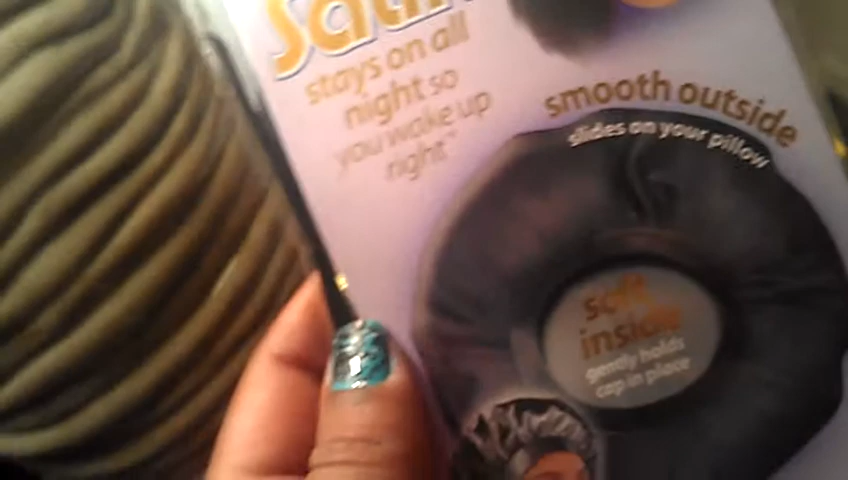 stays on all
night so
you wake up
right™
smooth outside
slides on your pillow
soft
inside
gently holds
cap in place